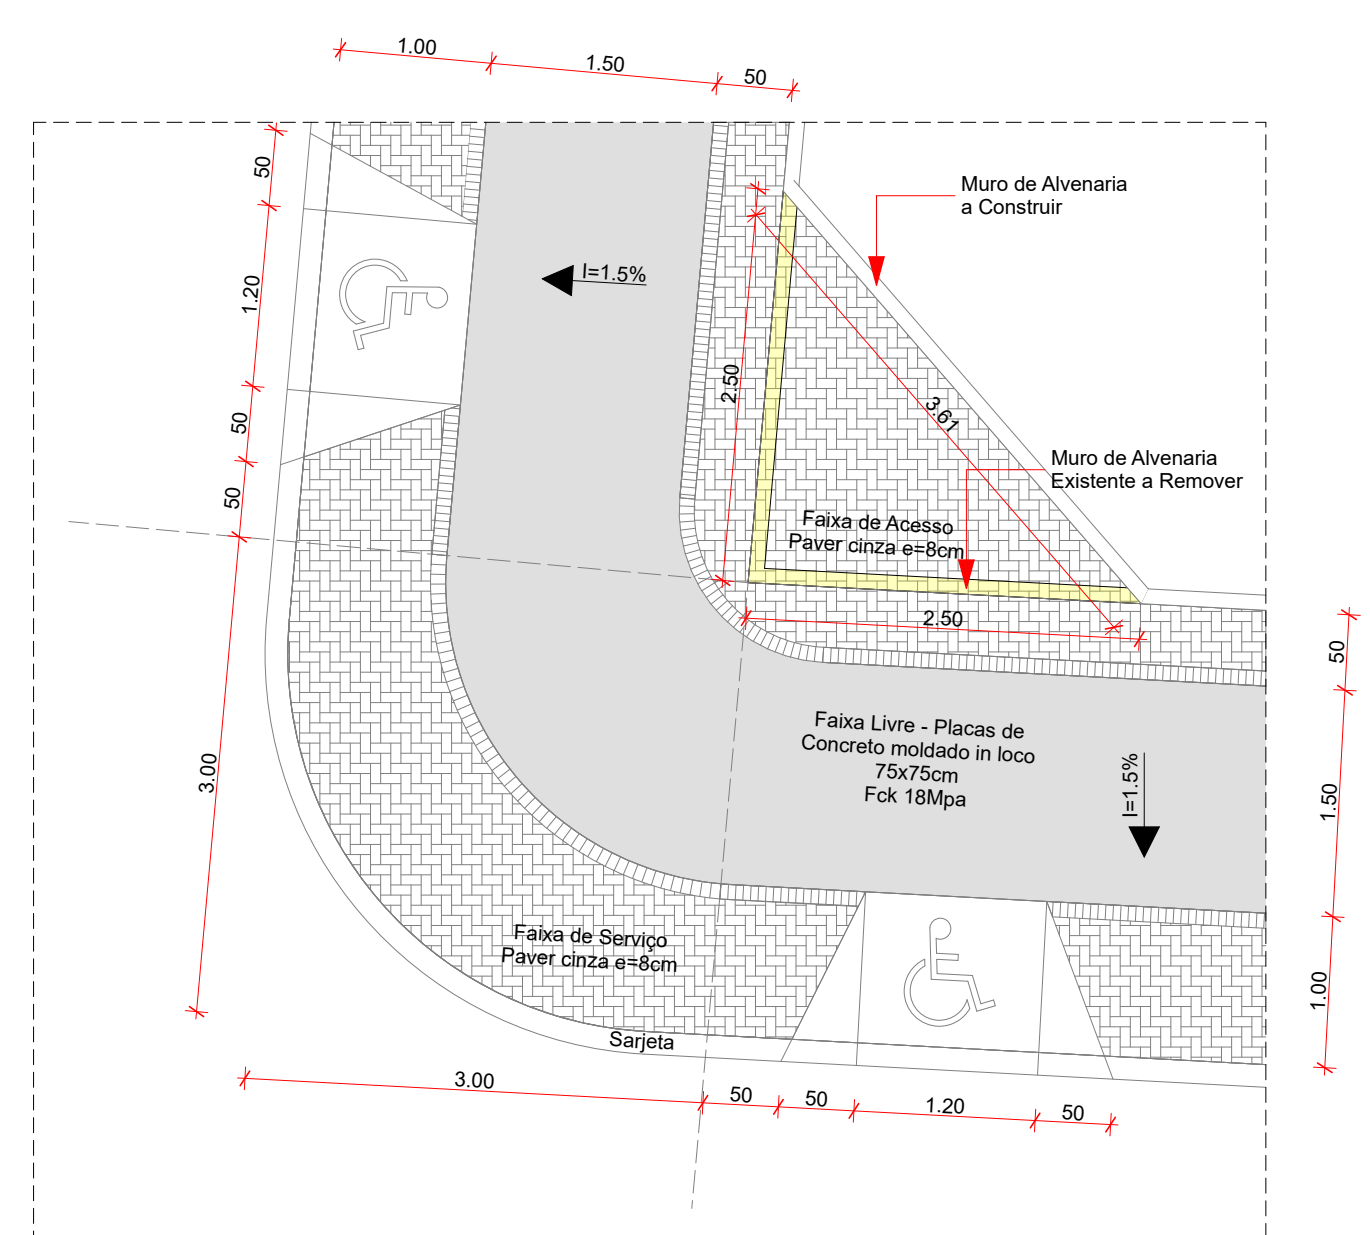 1.00
1.50
50
50
1.20
50
50
3.00
Muro de Alvenaria
a Construir
I=1.5%
2.50
3.61
Muro de Alvenaria
Existente a Remover
Faixa de Acesso
Paver cinza e=8cm
2.50
50
1.50
1.00
Faixa Livre - Placas de
Concreto moldado in loco
75x75cm
Fck 18Mpa
I=1.5%
Faixa de Serviço
Paver cinza e=8cm
Sarjeta
3.00
50
50
1.20
50